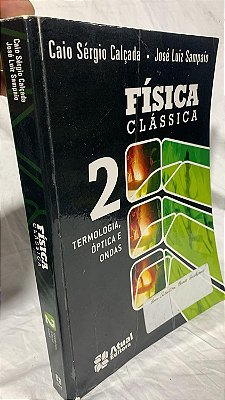 Caio Sérgio Calçada • José Luiz Sampaio
FÍSICA
CLÁSSICA
2
TERMOLOGIA,
ÓPTICA E
ONDAS
Atual
Editora
Caio Sérgio Calçada
José Luiz Sampaio
FÍSICA
CLÁSSICA
2